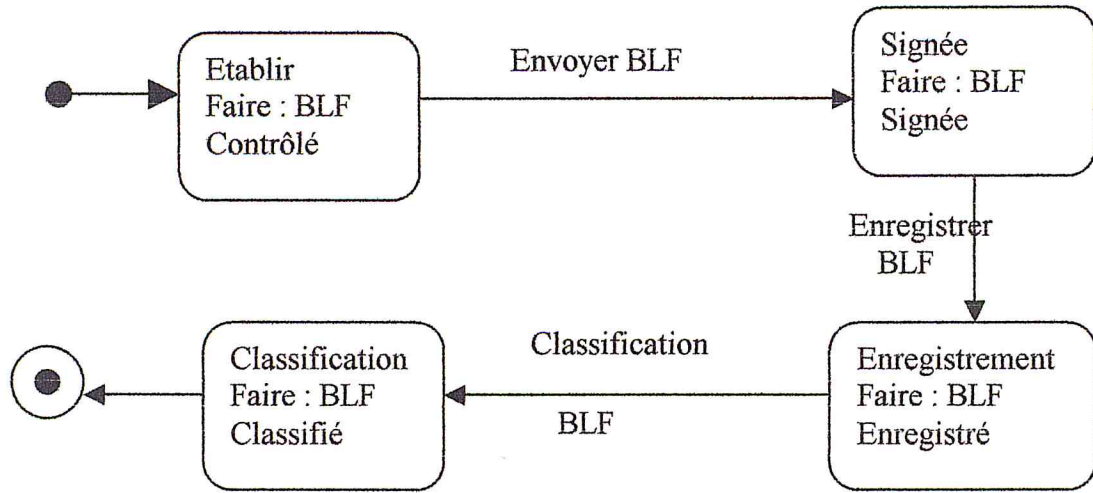 Etablir
Faire : BLF
Contrôlé
Envoyer BLF
Signée
Faire : BLF
Signée
Enregistrer
BLF
Enregistrement
Faire : BLF
Enregistré
Classification
BLF
Classification
Faire : BLF
Classifié